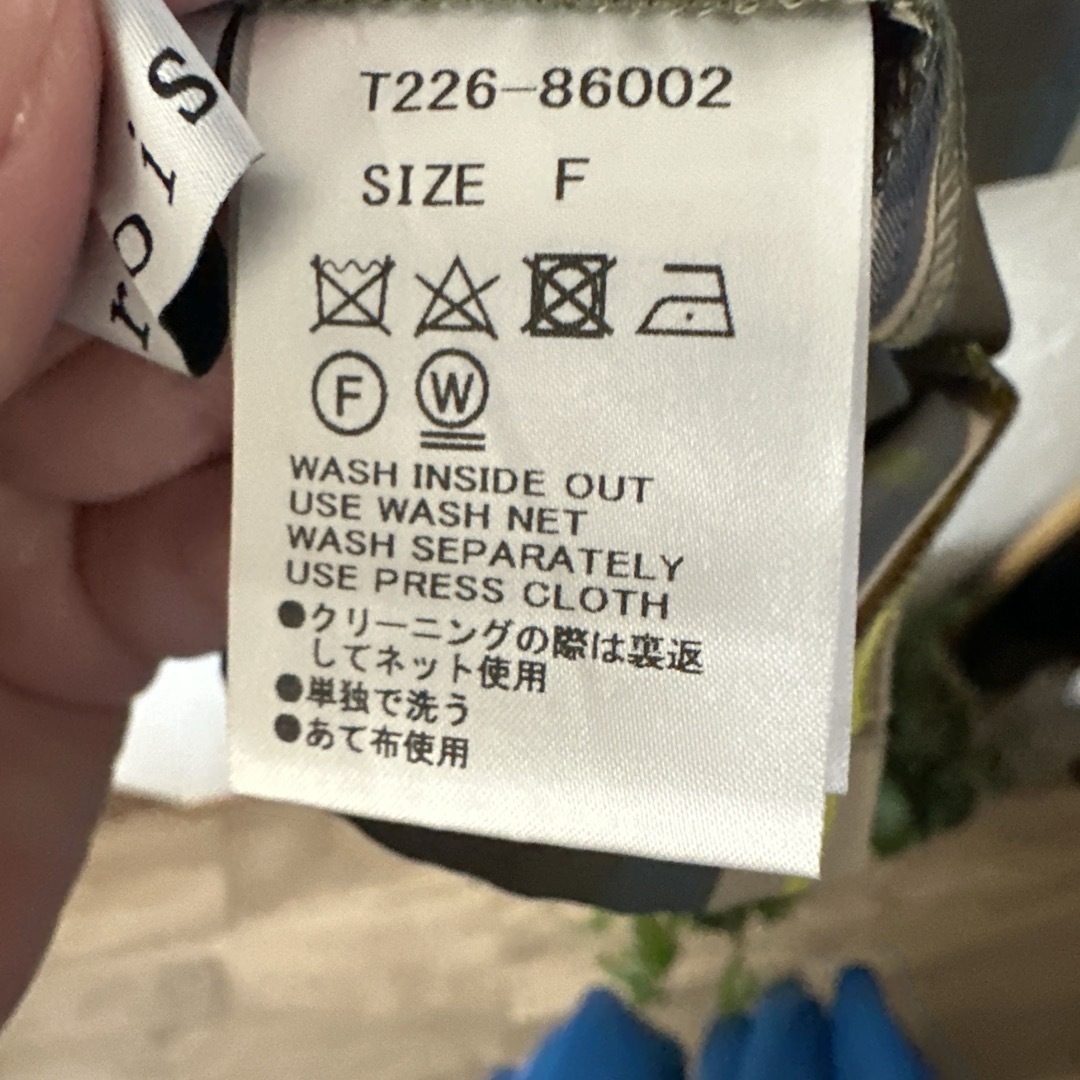 rois
T226-86002
SIZE F
F W
WASH INSIDE OUT
USE WASH NET
WASH SEPARATELY
USE PRESS CLOTH
●クリーニングの際は裏返
してネット使用
●単独で洗う
●あて布使用